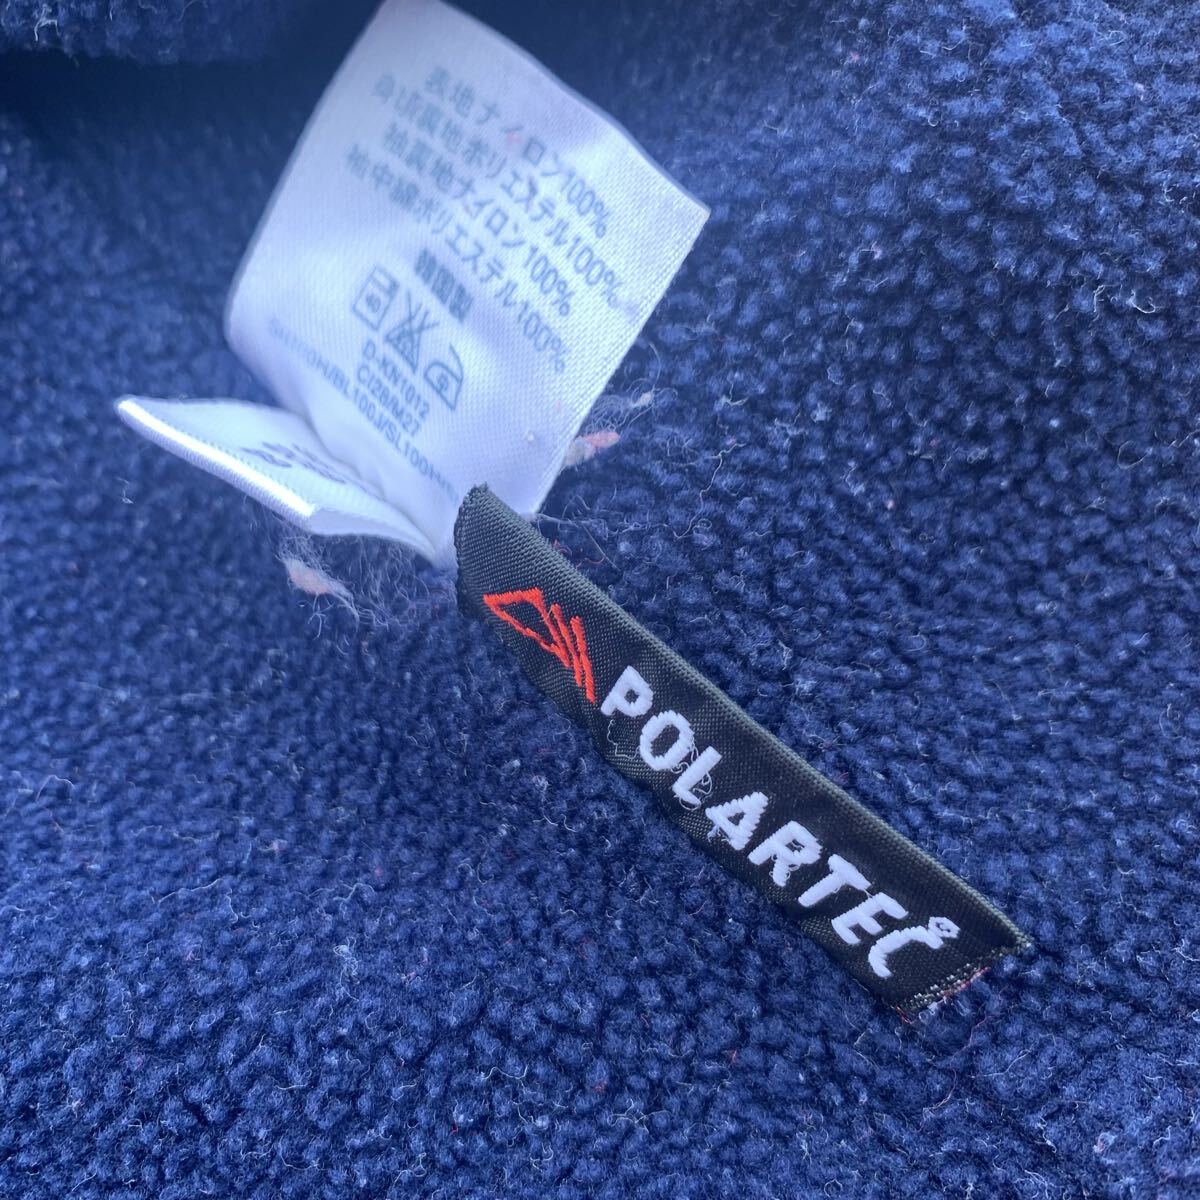 表地ナイロン100%
身頃裏地ポリエステル100%
袖裏地ナイロン100%
袖中綿ポリエステル100%
韓国製
D-KN1012
C(28/M27
POLARTEC®